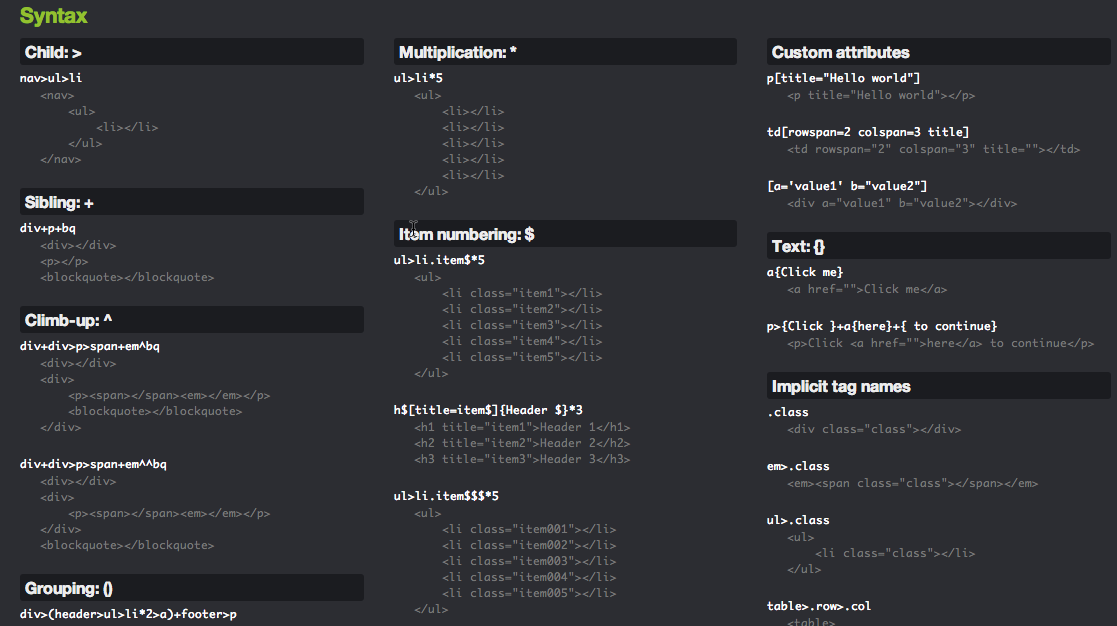 Syntax
Child: >
nav>ul>li
<nav>
<ul>
<li></li>
</ul>
</nav>
Sibling: +
div+p+bq
<div></div>
<p></p>
<blockquote></blockquote>
Climb-up: ^
div+div>p>span+em^bq
<div></div>
<div>
<p><span></span><em></em></p>
<blockquote></blockquote>
</div>
div+div>p>span+em^^bq
<div></div>
<div>
<p><span></span><em></em></p>
</div>
<blockquote></blockquote>
Grouping: ()
div>(header>ul>li*2>a)+footer>p
Multiplication: *
ul>li*5
<ul>
<li></li>
<li></li>
<li></li>
<li></li>
<li></li>
</ul>
Item numbering: $
ul>li.item$*5
<ul>
<li class="item1"></li>
<li class="item2"></li>
<li class="item3"></li>
<li class="item4"></li>
<li class="item5"></li>
</ul>
h$[title=item$]{Header $}*3
<h1 title="item1">Header 1</h1>
<h2 title="item2">Header 2</h2>
<h3 title="item3">Header 3</h3>
ul>li.item$$$*5
<ul>
<li class="item001"></li>
<li class="item002"></li>
<li class="item003"></li>
<li class="item004"></li>
<li class="item005"></li>
</ul>
Custom attributes
p[title="Hello world"]
<p title="Hello world"></p>
td[rowspan=2 colspan=3 title]
<td rowspan="2" colspan="3" title=""></td>
[a='value1' b="value2"]
<div a="value1" b="value2"></div>
Text: {}
a{Click me}
<a href="">Click me</a>
p>{Click }+a{here}+{ to continue}
<p>Click <a href="">here</a> to continue</p>
Implicit tag names
.class
<div class="class"></div>
em>.class
<em><span class="class"></span></em>
ul>.class
<ul>
<li class="class"></li>
</ul>
table>.row>.col
<table>